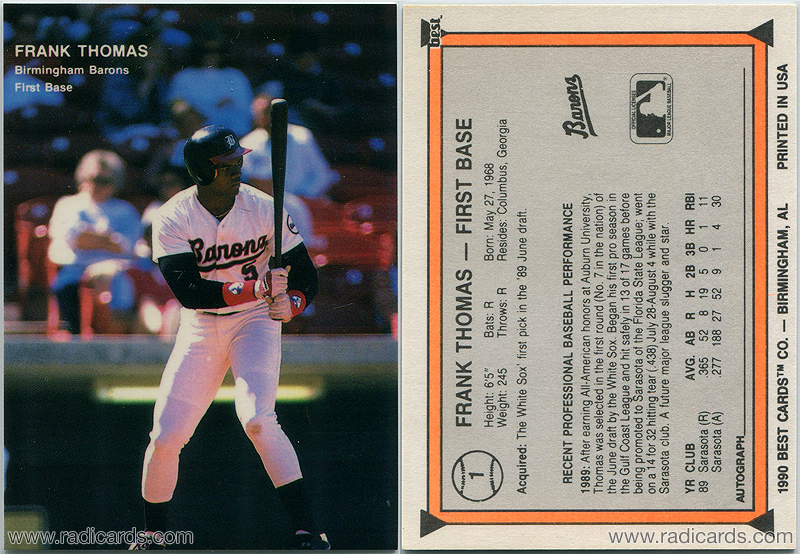 FRANK THOMAS
Birmingham Barons
First Base
B
Barons
www.radicards.com
best
1
FRANK THOMAS — FIRST BASE
Height: 6'5" Bats: R Born: May 27, 1968
Weight: 245 Throws: R Resides: Columbus, Georgia
Acquired: The White Sox' first pick in the '89 June draft.
Barons
OFFICIAL LICENSEE
MAJOR LEAGUE BASEBALL
RECENT PROFESSIONAL BASEBALL PERFORMANCE
1989: After earning All-American honors at Auburn University,
Thomas was selected in the first round (No. 7 in the nation) of
the June draft by the White Sox. Began his first pro season in
the Gulf Coast League and hit safely in 13 of 17 games before
being promoted to Sarasota of the Florida State League; went
on a 14 for 32 hitting tear (.438) July 28-August 4 while with the
Sarasota club. A future major league slugger and star.
YR CLUB AVG. AB R H 2B 3B HR RBI
89 Sarasota (R) .365 52 8 19 5 0 1 11
Sarasota (A) .277 188 27 52 9 1 4 30
AUTOGRAPH
1990 BEST CARDS™ CO. — BIRMINGHAM, AL PRINTED IN USA
www.radicards.com